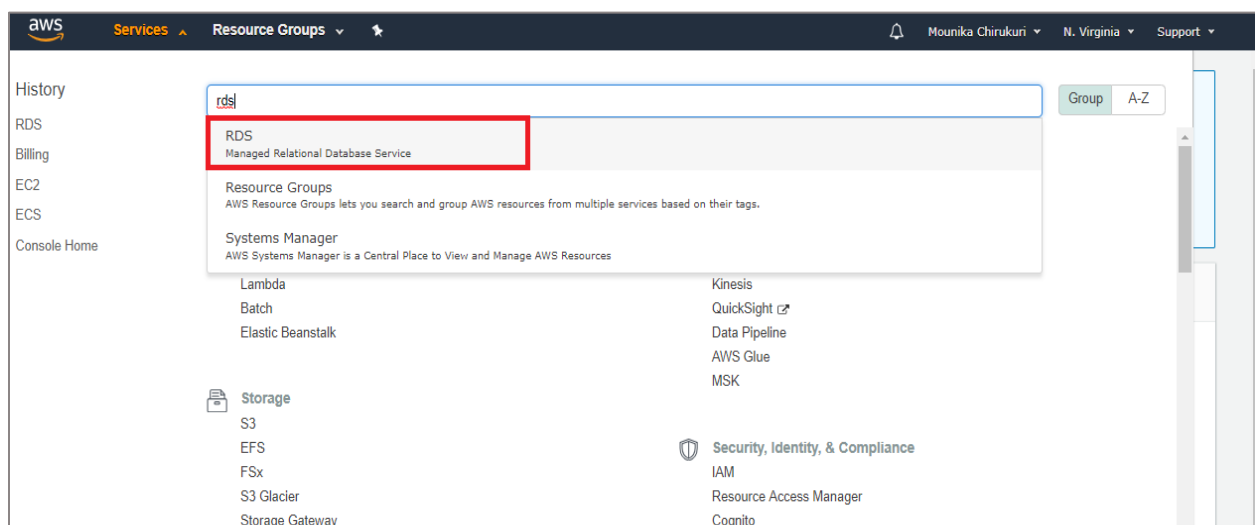 aws
Services
Resource Groups
Mounika Chirukuri
N. Virginia
Support
History
RDS
Billing
EC2
ECS
Console Home
rds
Group
A-Z
RDS
Managed Relational Database Service
Resource Groups
AWS Resource Groups lets you search and group AWS resources from multiple services based on their tags.
Systems Manager
AWS Systems Manager is a Central Place to View and Manage AWS Resources
Lambda
Batch
Elastic Beanstalk
Storage
S3
EFS
FSx
S3 Glacier
Storage Gateway
Kinesis
QuickSight
Data Pipeline
AWS Glue
MSK
Security, Identity, & Compliance
IAM
Resource Access Manager
Cognito